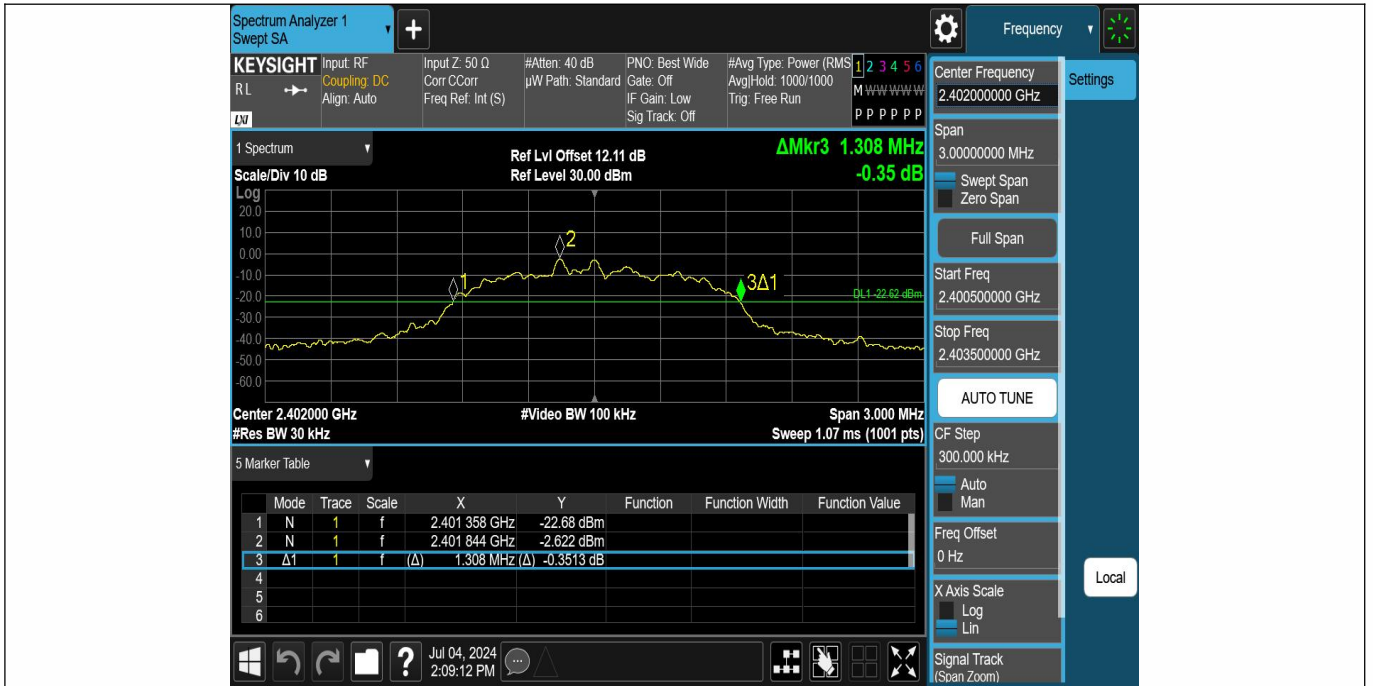 Spectrum Analyzer 1
Swept SA
+
Frequency
KEYSIGHT
RL
LXI
Input: RF
Coupling: DC
Align: Auto
Input Z: 50 Ω
Corr CCorr
Freq Ref: Int (S)
#Atten: 40 dB
µW Path: Standard
PNO: Best Wide
Gate: Off
IF Gain: Low
Sig Track: Off
#Avg Type: Power (RMS
Avg|Hold: 1000/1000
Trig: Free Run
1 2 3 4 5 6
M W W W W W
P P P P P P
1 Spectrum
Scale/Div 10 dB
Ref Lvl Offset 12.11 dB
Ref Level 30.00 dBm
ΔMkr3 1.308 MHz
-0.35 dB
Log
20.0
10.0
0.00
-10.0
-20.0
-30.0
-40.0
-50.0
-60.0
1
2
3Δ1
DL1 -22.62 dBm
Center 2.402000 GHz
#Res BW 30 kHz
#Video BW 100 kHz
Span 3.000 MHz
Sweep 1.07 ms (1001 pts)
5 Marker Table
Mode Trace Scale X Y Function Function Width Function Value
1 N 1 f 2.401 358 GHz -22.68 dBm
2 N 1 f 2.401 844 GHz -2.622 dBm
3 Δ1 1 f (Δ) 1.308 MHz (Δ) -0.3513 dB
4
5
6
?
Jul 04, 2024
2:09:12 PM
Center Frequency
2.402000000 GHz
Settings
Span
3.00000000 MHz
Swept Span
Zero Span
Full Span
Start Freq
2.400500000 GHz
Stop Freq
2.403500000 GHz
AUTO TUNE
CF Step
300.000 kHz
Auto
Man
Freq Offset
0 Hz
X Axis Scale
Log
Lin
Signal Track
(Span Zoom)
Local